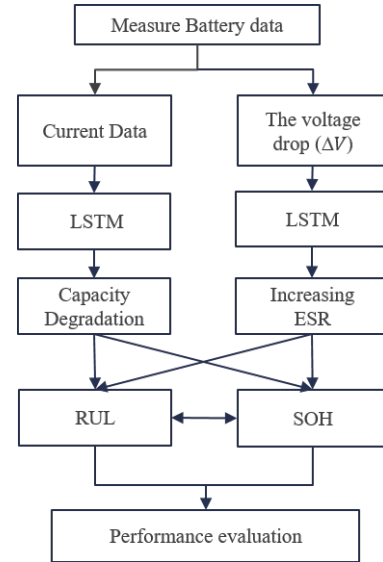 Measure Battery data
Current Data
The voltage
drop (ΔV)
LSTM
LSTM
Capacity
Degradation
Increasing
ESR
RUL
SOH
Performance evaluation